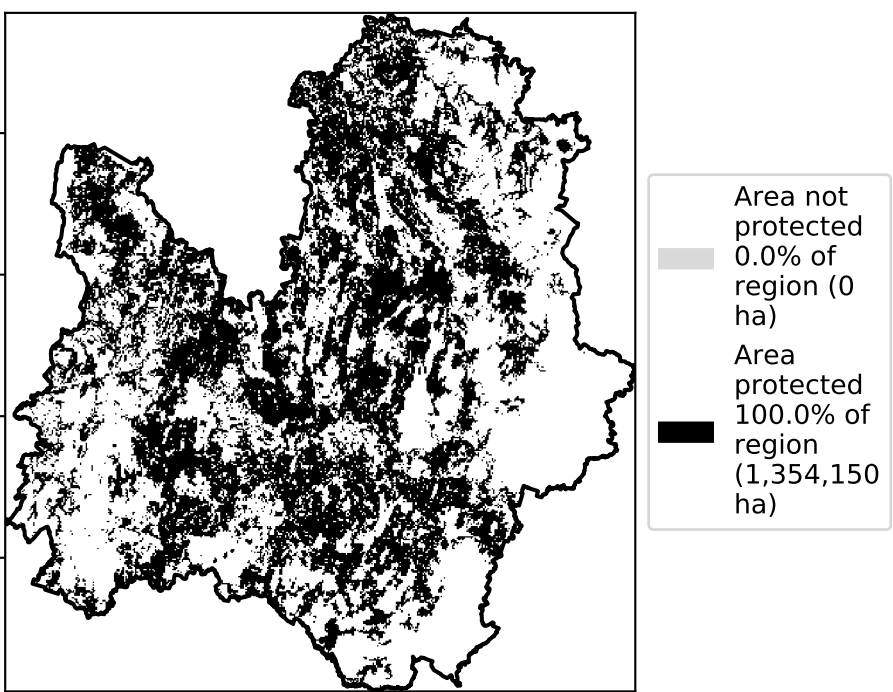 Area not
protected
0.0% of
region (0
ha)
Area
protected
100.0% of
region
(1,354,150
ha)